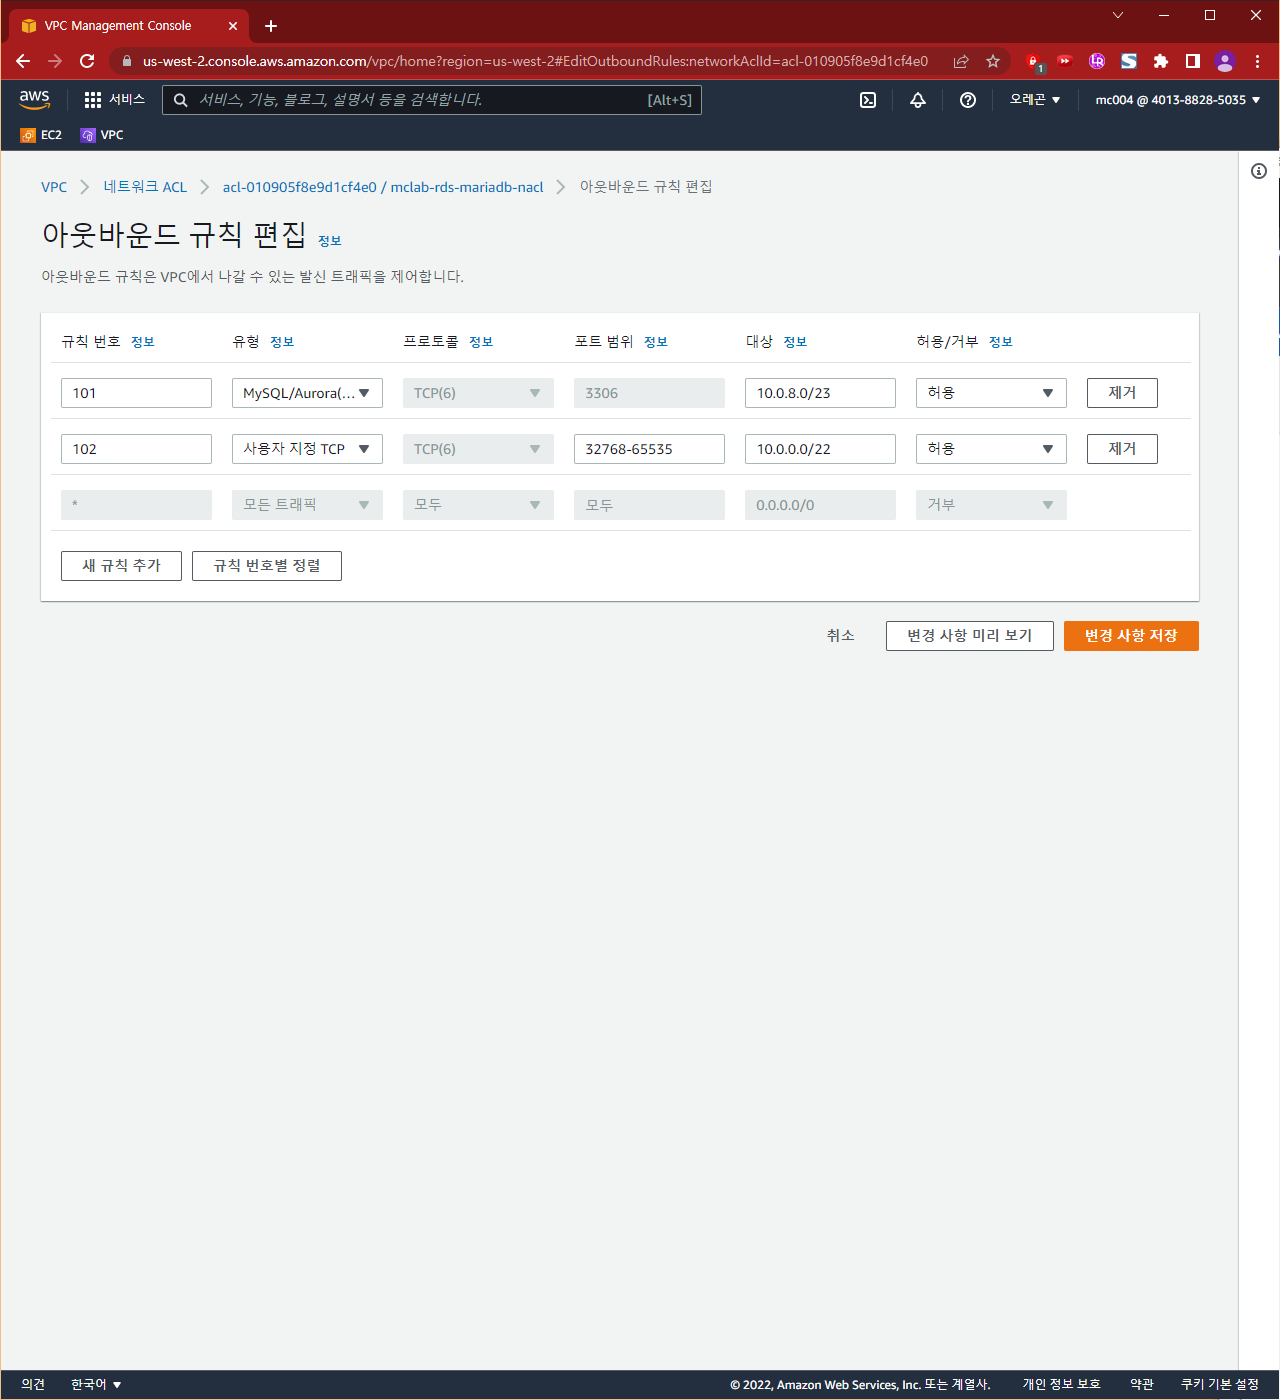 VPC Management Console
us-west-2.console.aws.amazon.com/vpc/home?region=us-west-2#EditOutboundRules:networkAclId=acl-010905f8e9d1cf4e0
1
aws 서비스 서비스, 기능, 블로그, 설명서 등을 검색합니다. [Alt+S] 오레곤 mc004 @ 4013-8828-5035
EC2 VPC
VPC 네트워크 ACL acl-010905f8e9d1cf4e0 / mclab-rds-mariadb-nacl 아웃바운드 규칙 편집
아웃바운드 규칙 편집 정보
아웃바운드 규칙은 VPC에서 나갈 수 있는 발신 트래픽을 제어합니다.
규칙 번호 정보 유형 정보 프로토콜 정보 포트 범위 정보 대상 정보 허용/거부 정보
101 MySQL/Aurora(... TCP(6) 3306 10.0.8.0/23 허용 제거
102 사용자 지정 TCP TCP(6) 32768-65535 10.0.0.0/22 허용 제거
* 모든 트래픽 모두 모두 0.0.0.0/0 거부
새 규칙 추가 규칙 번호별 정렬
취소 변경 사항 미리 보기 변경 사항 저장
의견 한국어 © 2022, Amazon Web Services, Inc. 또는 계열사. 개인 정보 보호 약관 쿠키 기본 설정